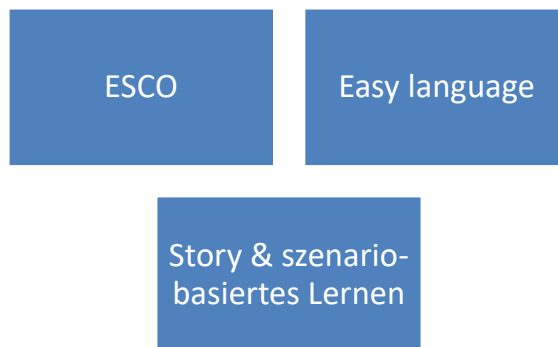 ESCO
Easy language
Story & szenario-
basiertes Lernen